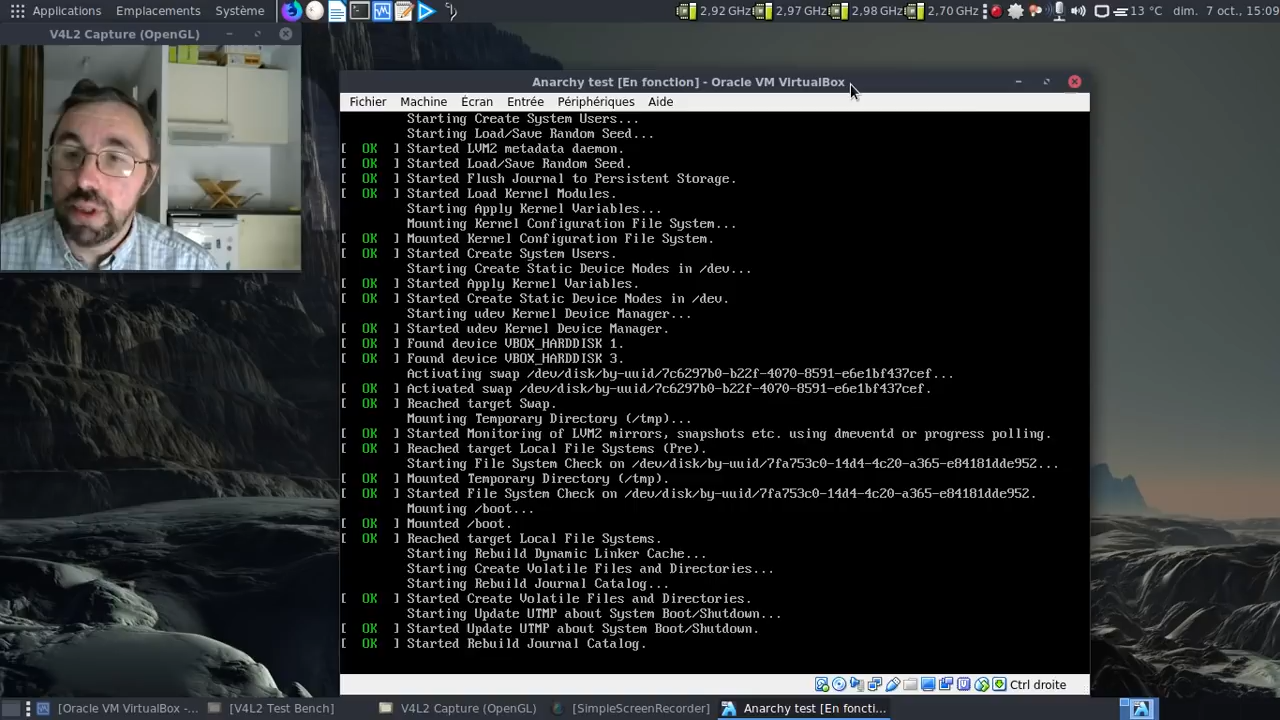 Applications Emplacements Système
2,92 GHz 2,97 GHz 2,98 GHz 2,70 GHz 13 °C dim. 7 oct., 15:09
V4L2 Capture (OpenGL)
Anarchy test [En fonction] - Oracle VM VirtualBox
Fichier Machine Écran Entrée Périphériques Aide
Starting Create System Users...
Starting Load/Save Random Seed...
[ OK ] Started LVM2 metadata daemon.
[ OK ] Started Load/Save Random Seed.
[ OK ] Started Flush Journal to Persistent Storage.
[ OK ] Started Load Kernel Modules.
Starting Apply Kernel Variables...
Mounting Kernel Configuration File System...
[ OK ] Mounted Kernel Configuration File System.
[ OK ] Started Create System Users.
Starting Create Static Device Nodes in /dev...
[ OK ] Started Apply Kernel Variables.
[ OK ] Started Create Static Device Nodes in /dev.
Starting udev Kernel Device Manager...
[ OK ] Started udev Kernel Device Manager.
[ OK ] Found device VBOX_HARDDISK 1.
[ OK ] Found device VBOX_HARDDISK 3.
Activating swap /dev/disk/by-uuid/7c6297b0-b22f-4070-8591-e6e1bf437cef...
[ OK ] Activated swap /dev/disk/by-uuid/7c6297b0-b22f-4070-8591-e6e1bf437cef.
[ OK ] Reached target Swap.
Mounting Temporary Directory (/tmp)...
[ OK ] Started Monitoring of LVM2 mirrors, snapshots etc. using dmeventd or progress polling.
[ OK ] Reached target Local File Systems (Pre).
Starting File System Check on /dev/disk/by-uuid/7fa753c0-14d4-4c20-a365-e84181dde952...
[ OK ] Mounted Temporary Directory (/tmp).
[ OK ] Started File System Check on /dev/disk/by-uuid/7fa753c0-14d4-4c20-a365-e84181dde952.
Mounting /boot...
[ OK ] Mounted /boot.
[ OK ] Reached target Local File Systems.
Starting Rebuild Dynamic Linker Cache...
Starting Create Volatile Files and Directories...
Starting Rebuild Journal Catalog...
[ OK ] Started Create Volatile Files and Directories.
Starting Update UTMP about System Boot/Shutdown...
[ OK ] Started Update UTMP about System Boot/Shutdown.
[ OK ] Started Rebuild Journal Catalog.
Ctrl droite
[Oracle VM VirtualBox -... [V4L2 Test Bench] V4L2 Capture (OpenGL) [SimpleScreenRecorder] Anarchy test [En foncti...